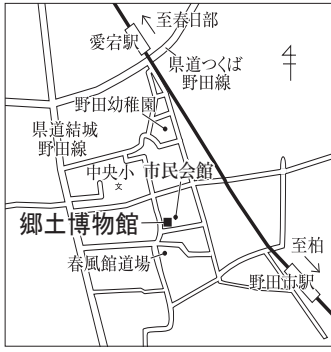 至春日部
愛宕駅
県道つくば
野田線
野田幼稚園
県道結城
野田線
中央小
文
市民会館
郷土博物館
至柏
春風館道場
野田市駅